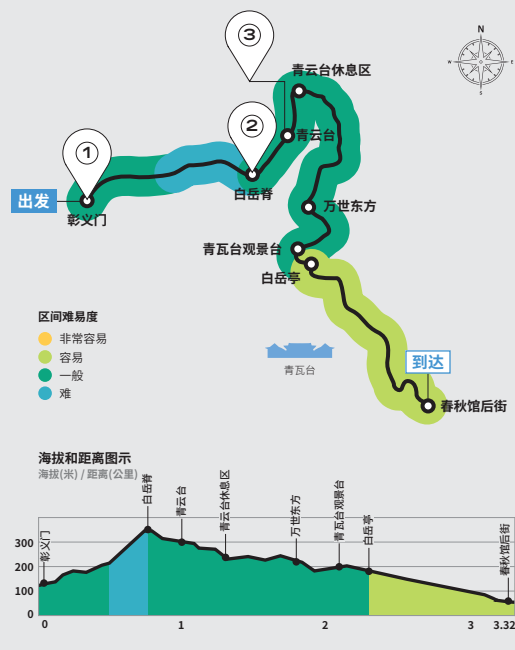 3
N
W
E
S
青云台休息区
2
青云台
1
出发
白岳脊
彰义门
万世东方
青瓦台观景台
白岳亭
区间难易度
非常容易
容易
一般
难
青瓦台
到达
春秋馆后街
海拔和距离图示
海拔(米) / 距离(公里)
彰义门
白岳脊
青云台
青云台休息区
万世东方
青瓦台观景台
白岳亭
春秋馆后街
300
200
100
0
0
1
2
3
3.32